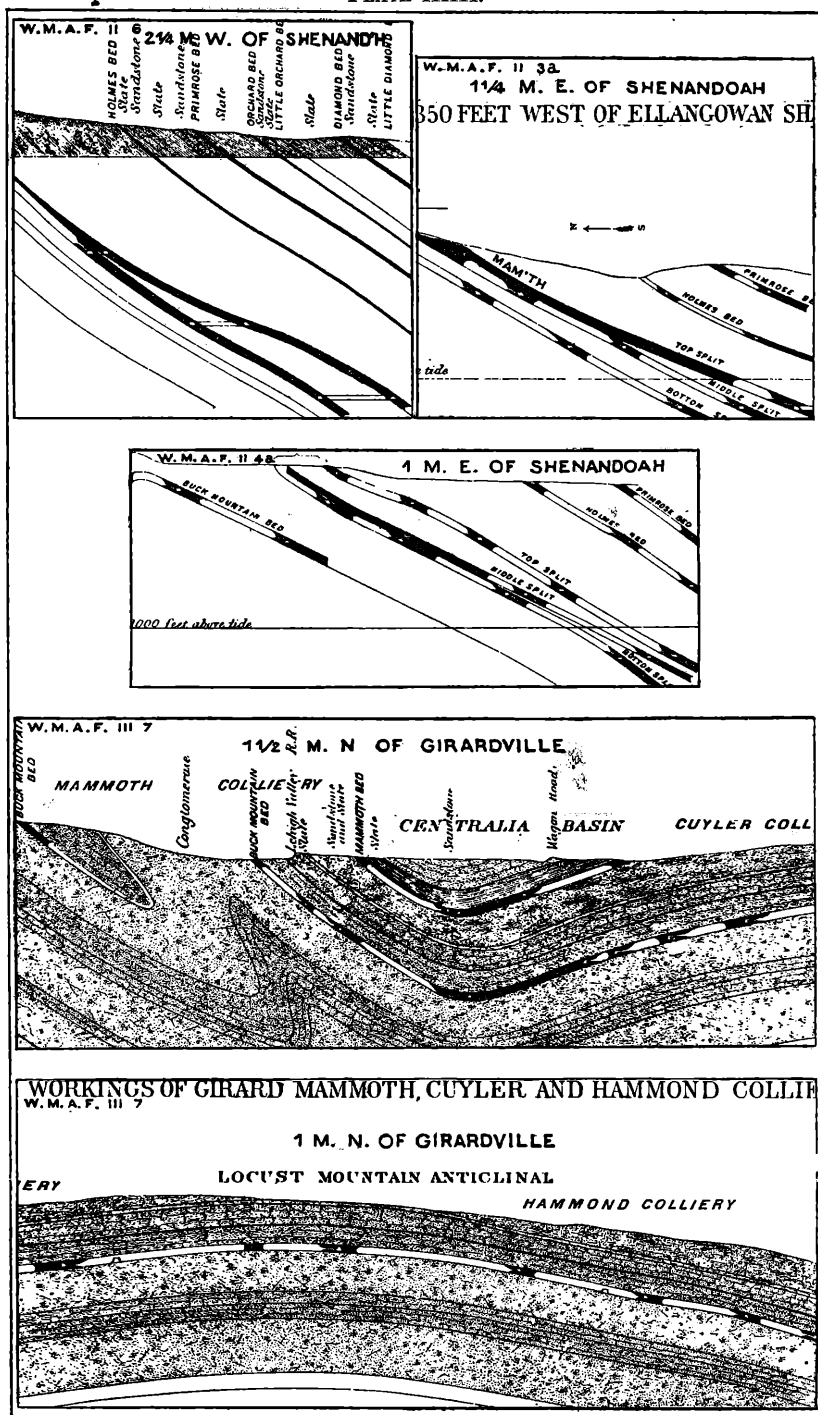 W.M.A.F. II 6
2¼ M. W. OF SHENAND'H
HOLMES BED
Slate
Sandstone
Slate
Sandstone
PRIMROSE BED
Slate
ORCHARD BED
Sandstone
Slate
LITTLE ORCHARD BE
Slate
DIAMOND BED
Sandstone
Slate
LITTLE DIAMOND
W.M.A.F. II 3a
1¼ M. E. OF SHENANDOAH
350 FEET WEST OF ELLANGOWAN SH
N S
MAM'TH
PRIMROSE BE
HOLMES BED
TOP SPLIT
e tide
MIDDLE SPLIT
BOTTOM SP
W.M.A.F. II 4a
1 M. E. OF SHENANDOAH
BUCK MOUNTAIN BED
PRIMROSE BED
HOLMES BED
TOP SPLIT
MIDDLE SPLIT
1000 feet above tide
BOTTOM SPLIT
W.M.A.F. III 7
1½ M. N OF GIRARDVILLE
BUCK MOUNTAIN
BED
MAMMOTH COLLIERY
Conglomerate
BUCK MOUNTAIN
BED
Lehigh Valley R.R.
Slate
Sandstone
and Slate
MAMMOTH BED
Slate
CENTRALIA BASIN
Sandstone
Wagon Road
CUYLER COLL
WORKINGS OF GIRARD MAMMOTH, CUYLER AND HAMMOND COLLIE
W.M.A.F. III 7
1 M. N. OF GIRARDVILLE
LOCUST MOUNTAIN ANTICLINAL
IERY
HAMMOND COLLIERY